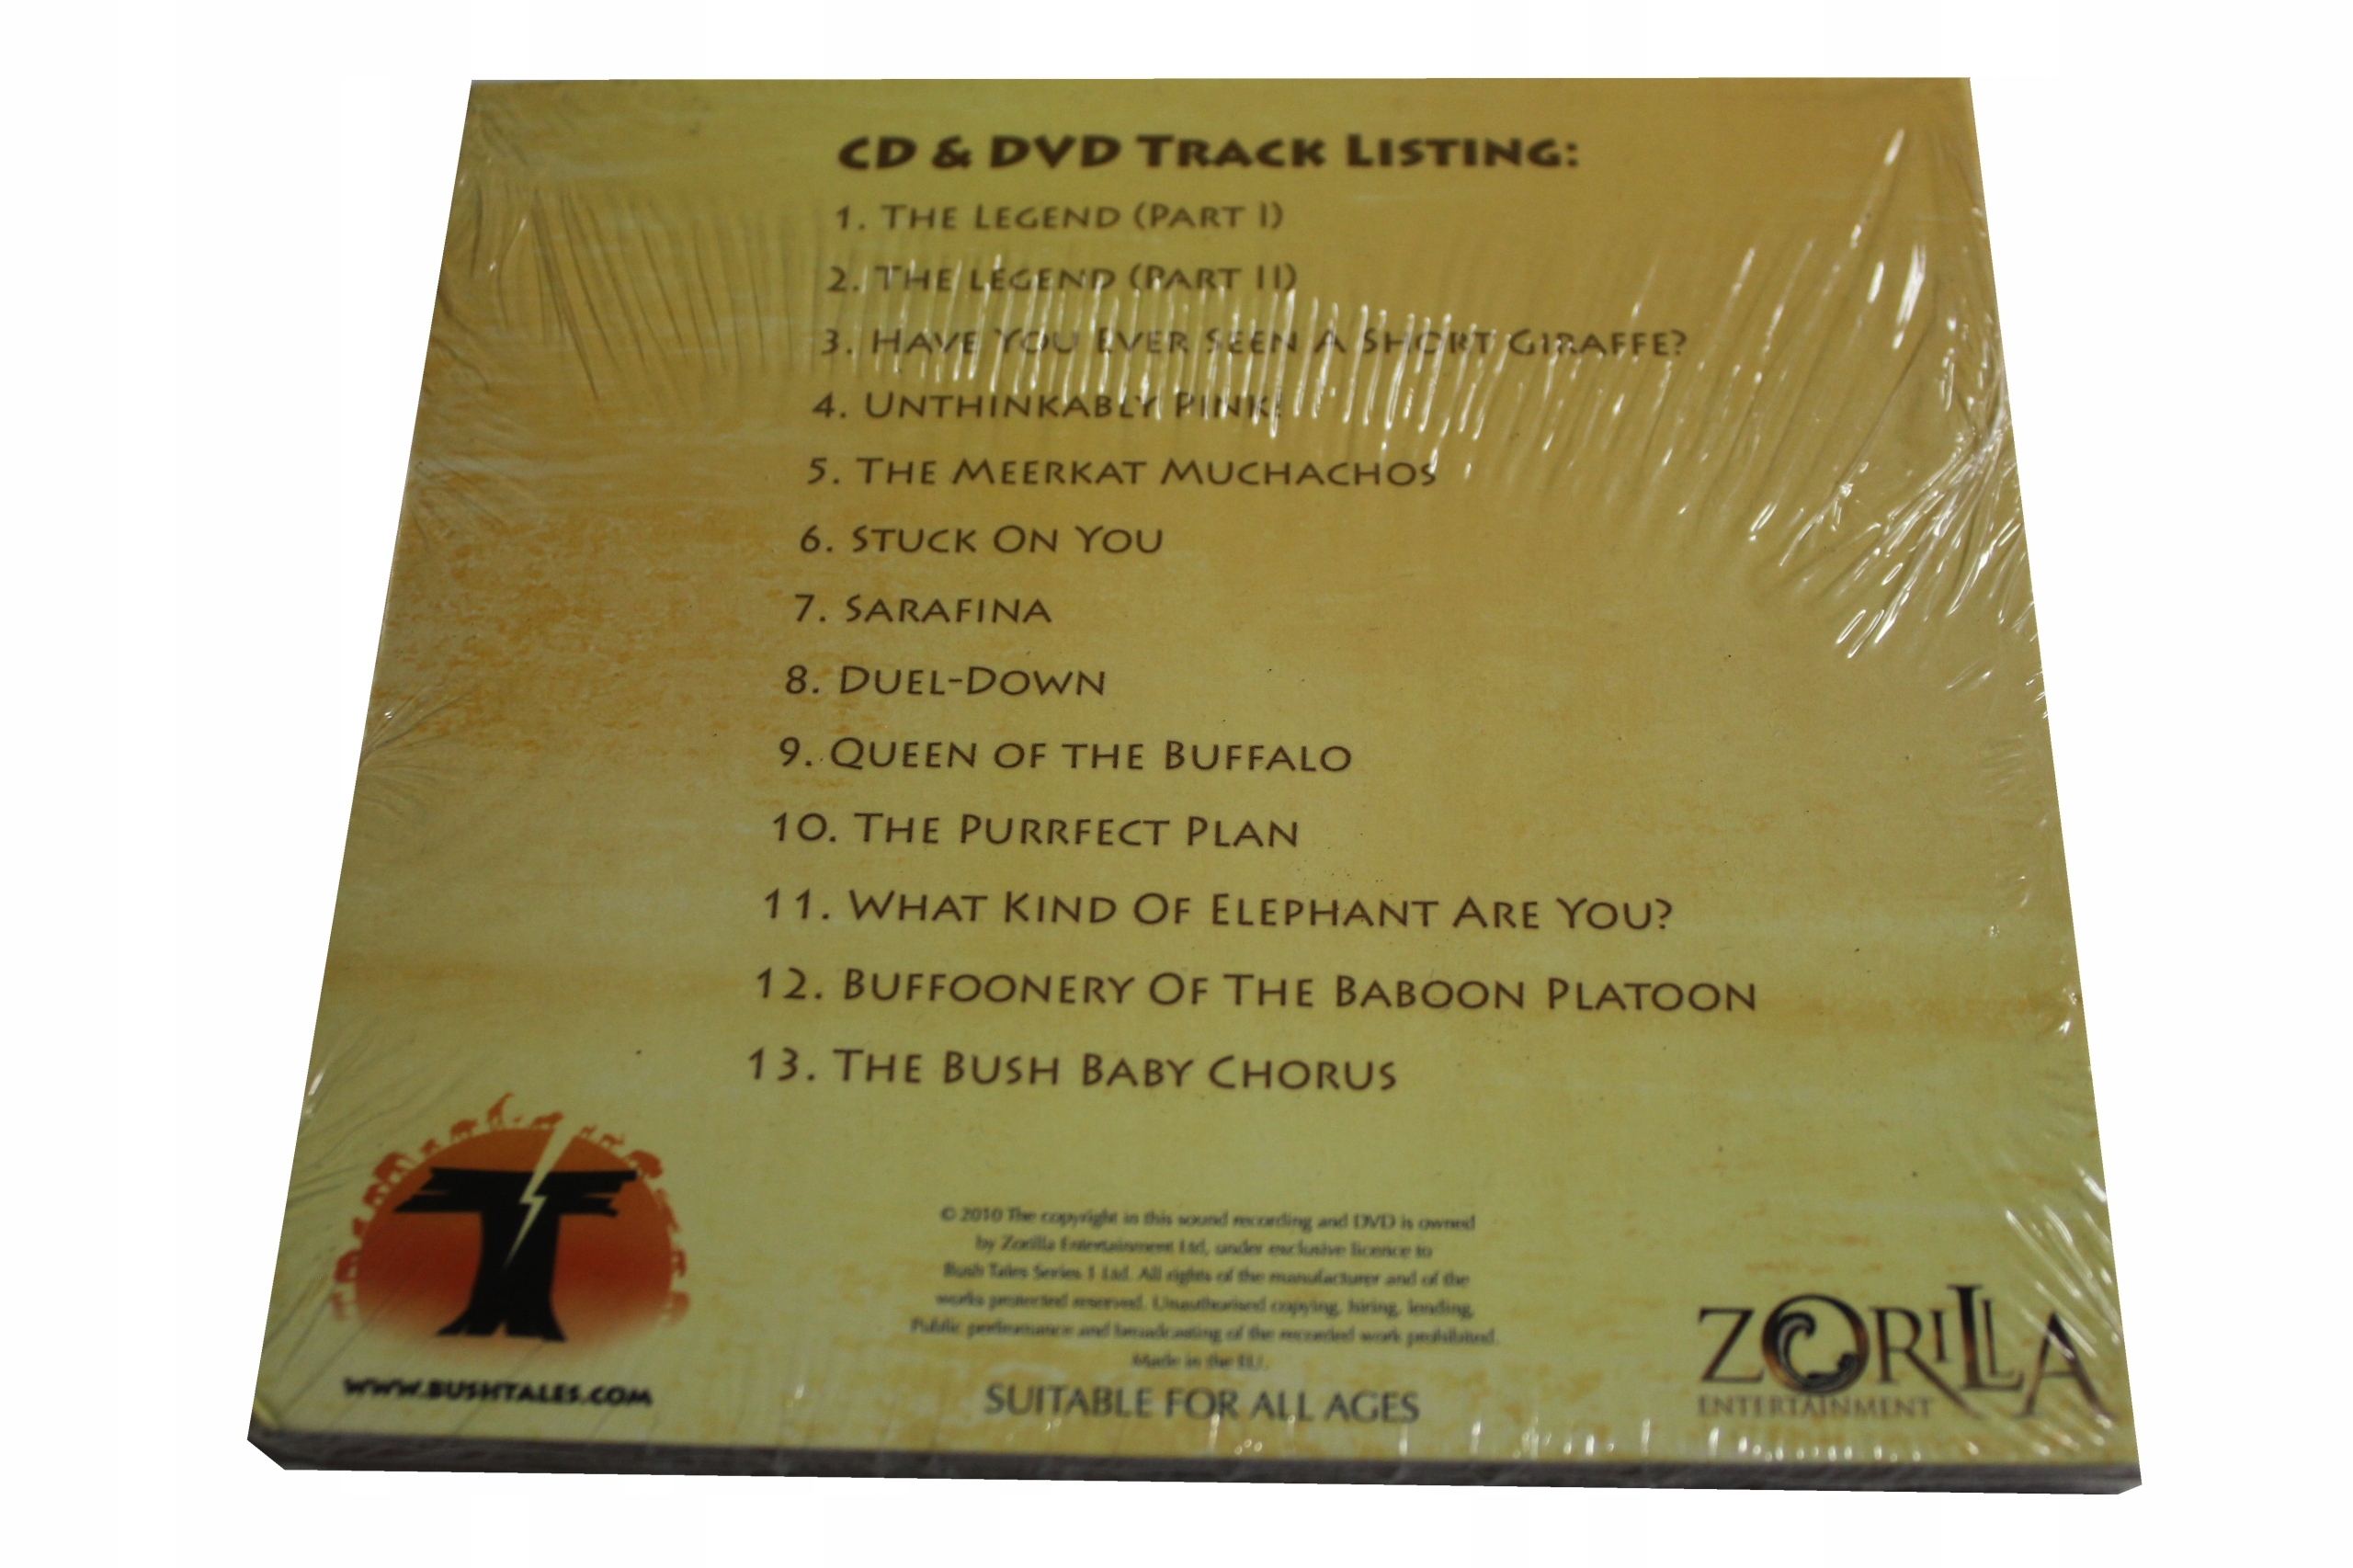 CD & DVD TRACK LISTING:
1. THE LEGEND (PART I)
2. THE LEGEND (PART II)
3. HAVE YOU EVER SEEN A SHORT GIRAFFE?
4. UNTHINKABLY PINK!
5. THE MEERKAT MUCHACHOS
6. STUCK ON YOU
7. SARAFINA
8. DUEL-DOWN
9. QUEEN OF THE BUFFALO
10. THE PURRFECT PLAN
11. WHAT KIND OF ELEPHANT ARE YOU?
12. BUFFOONERY OF THE BABOON PLATOON
13. THE BUSH BABY CHORUS
© 2010 The copyright in this sound recording and DVD is owned
by Zorilla Entertainment Ltd, under exclusive licence to
Bush Tales Series 1 Ltd. All rights of the manufacturer and of the
works protected reserved. Unauthorised copying, hiring, lending,
Public performance and broadcasting of the recorded work prohibited.
Made in the EU.
SUITABLE FOR ALL AGES
WWW.BUSHTALES.COM
ZORILLA
ENTERTAINMENT